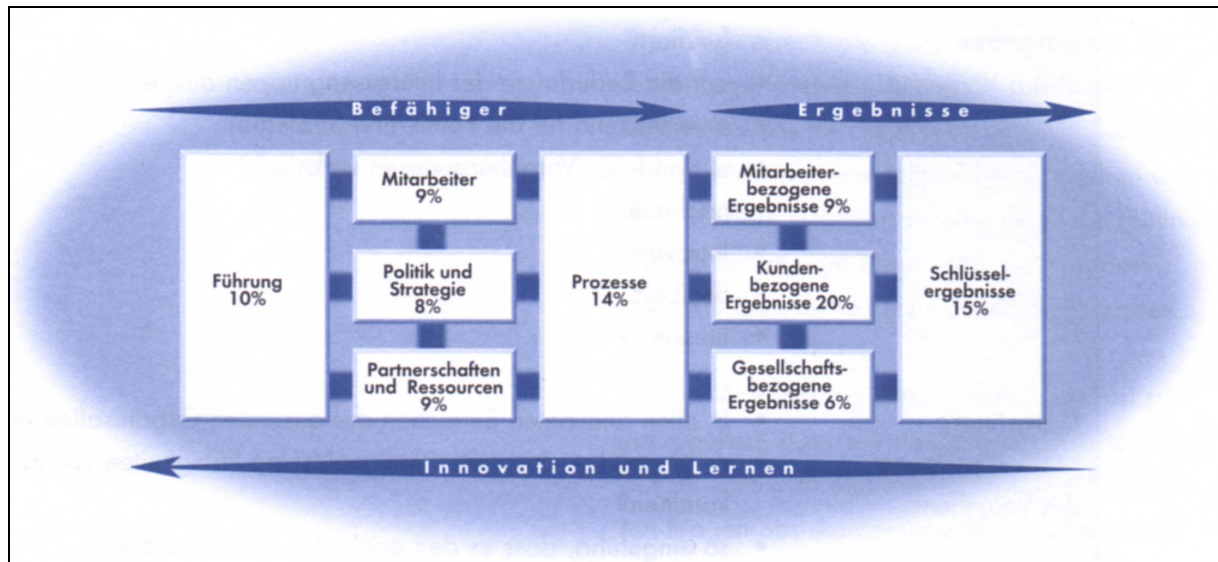 Befähiger
Ergebnisse
Führung
10%
Mitarbeiter
9%
Politik und
Strategie
8%
Partnerschaften
und Ressourcen
9%
Prozesse
14%
Mitarbeiter-
bezogene
Ergebnisse 9%
Kunden-
bezogene
Ergebnisse 20%
Gesellschafts-
bezogene
Ergebnisse 6%
Schlüssel-
ergebnisse
15%
Innovation und Lernen